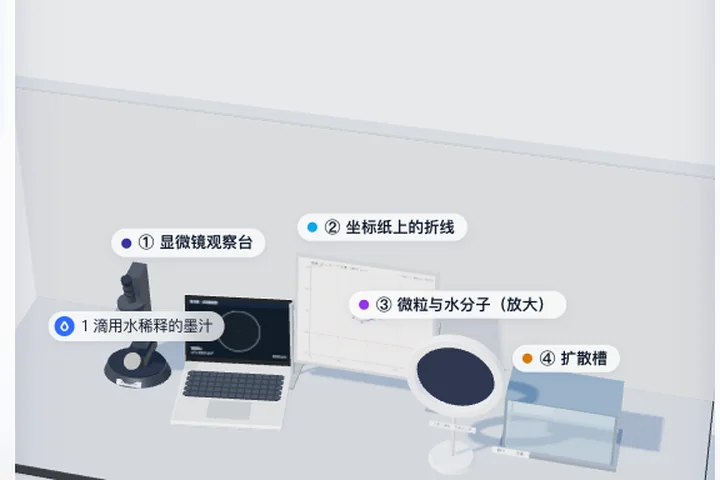 ② 坐标纸上的折线
① 显微镜观察台
③ 微粒与水分子（放大）
1 滴用水稀释的墨汁
④ 扩散槽